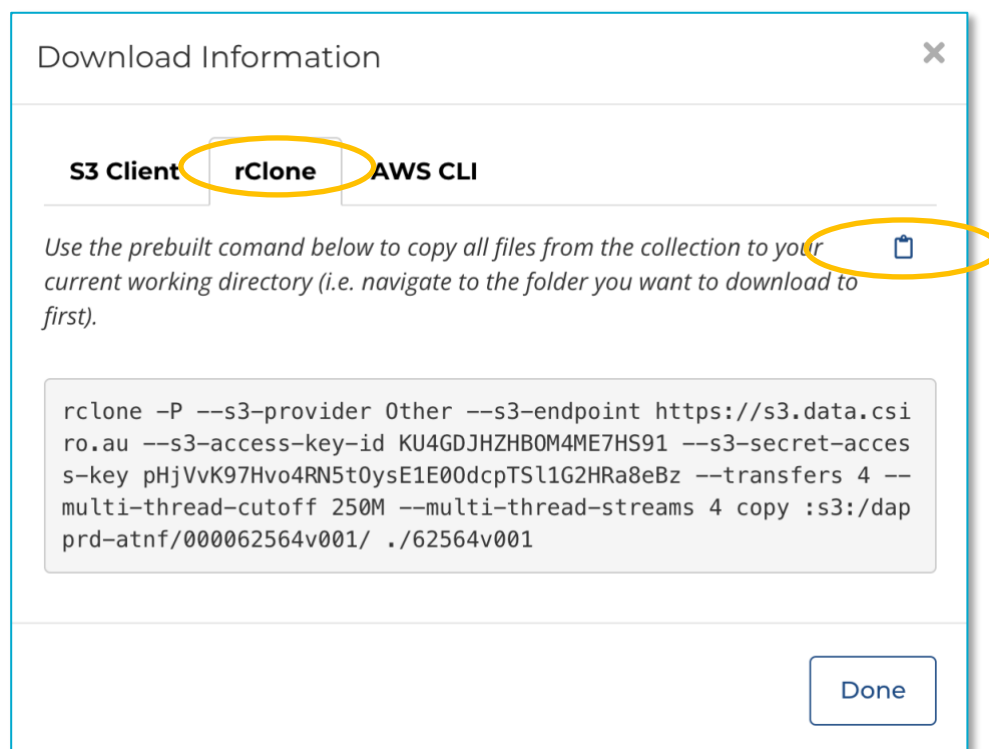 Download Information
S3 Client rClone AWS CLI
Use the prebuilt comand below to copy all files from the collection to your
current working directory (i.e. navigate to the folder you want to download to
first).
rclone -P --s3-provider Other --s3-endpoint https://s3.data.csi
ro.au --s3-access-key-id KU4GDJHZHBOM4ME7HS91 --s3-secret-acces
s-key pHjVvK97Hvo4RN5tOysE1E0OdcpTSl1G2HRa8eBz --transfers 4 --
multi-thread-cutoff 250M --multi-thread-streams 4 copy :s3:/dap
prd-atnf/000062564v001/ ./62564v001
Done